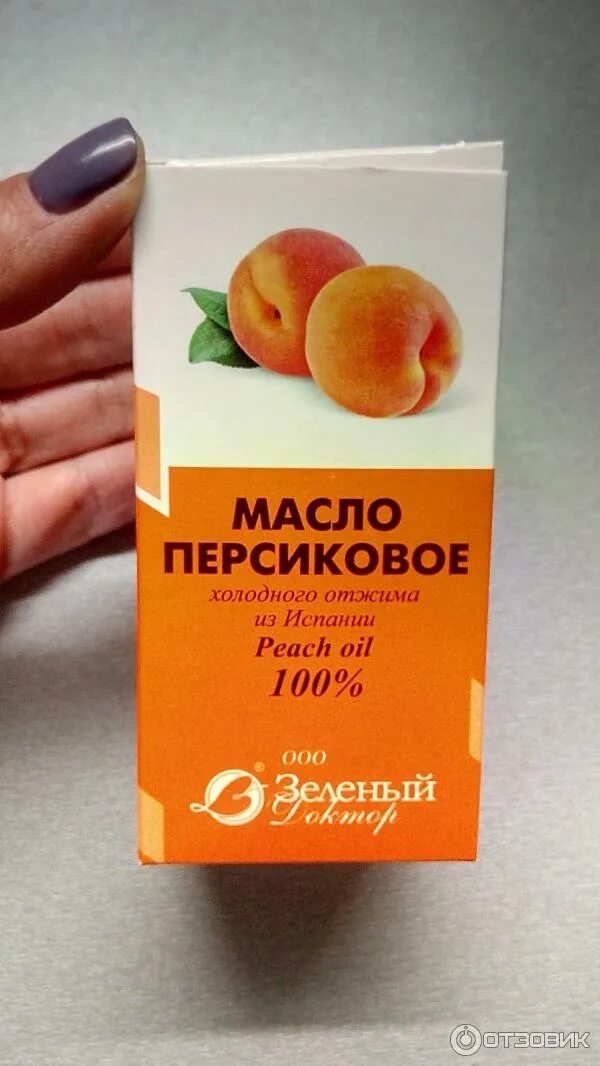 МАСЛО
ПЕРСИКОВОЕ
холодного отжима
из Испании
Peach oil
100%
ООО
® Зеленый
Доктор
ОТЗОВИК